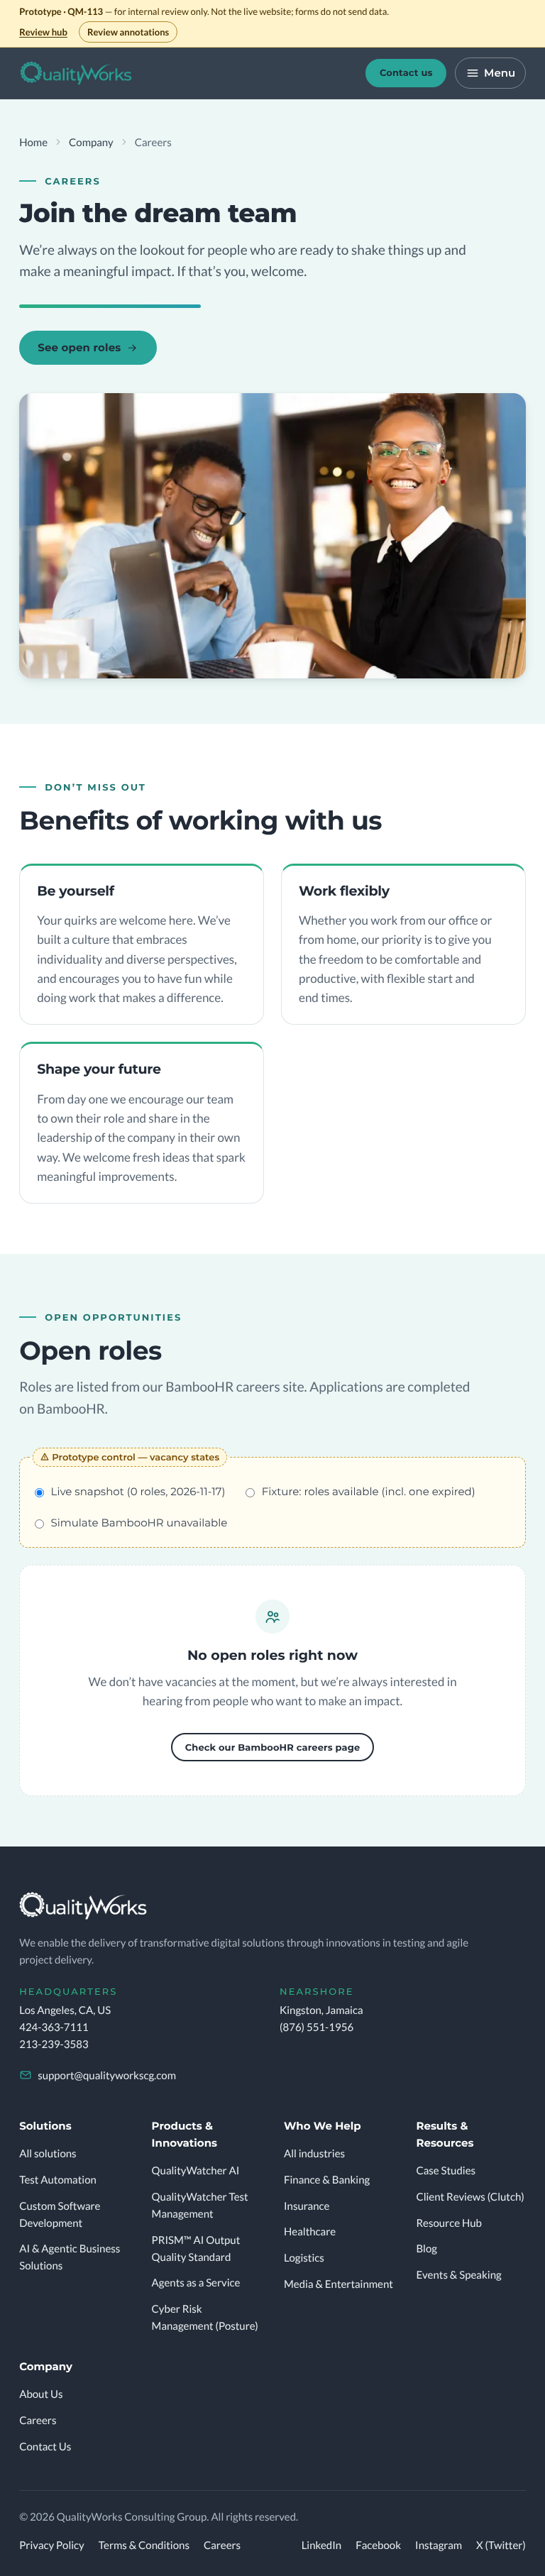 Prototype · QM-113 — for internal review only. Not the live website; forms do not send data.
Review hub
Review annotations
QualityWorks
Contact us
Menu
Home
Company
Careers
CAREERS
Join the dream team
We’re always on the lookout for people who are ready to shake things up and
make a meaningful impact. If that’s you, welcome.
See open roles
DON’T MISS OUT
Benefits of working with us
Be yourself
Your quirks are welcome here. We’ve
built a culture that embraces
individuality and diverse perspectives,
and encourages you to have fun while
doing work that makes a difference.
Work flexibly
Whether you work from our office or
from home, our priority is to give you
the freedom to be comfortable and
productive, with flexible start and
end times.
Shape your future
From day one we encourage our team
to own their role and share in the
leadership of the company in their own
way. We welcome fresh ideas that spark
meaningful improvements.
OPEN OPPORTUNITIES
Open roles
Roles are listed from our BambooHR careers site. Applications are completed
on BambooHR.
⚠ Prototype control — vacancy states
Live snapshot (0 roles, 2026-11-17)
Fixture: roles available (incl. one expired)
Simulate BambooHR unavailable
No open roles right now
We don’t have vacancies at the moment, but we’re always interested in
hearing from people who want to make an impact.
Check our BambooHR careers page
QualityWorks
We enable the delivery of transformative digital solutions through innovations in testing and agile
project delivery.
HEADQUARTERS
Los Angeles, CA, US
424-363-7111
213-239-3583
NEARSHORE
Kingston, Jamaica
(876) 551-1956
support@qualityworkscg.com
Solutions
All solutions
Test Automation
Custom Software
Development
AI & Agentic Business
Solutions
Products &
Innovations
QualityWatcher AI
QualityWatcher Test
Management
PRISM™ AI Output
Quality Standard
Agents as a Service
Cyber Risk
Management (Posture)
Who We Help
All industries
Finance & Banking
Insurance
Healthcare
Logistics
Media & Entertainment
Results &
Resources
Case Studies
Client Reviews (Clutch)
Resource Hub
Blog
Events & Speaking
Company
About Us
Careers
Contact Us
© 2026 QualityWorks Consulting Group. All rights reserved.
Privacy Policy
Terms & Conditions
Careers
LinkedIn
Facebook
Instagram
X (Twitter)